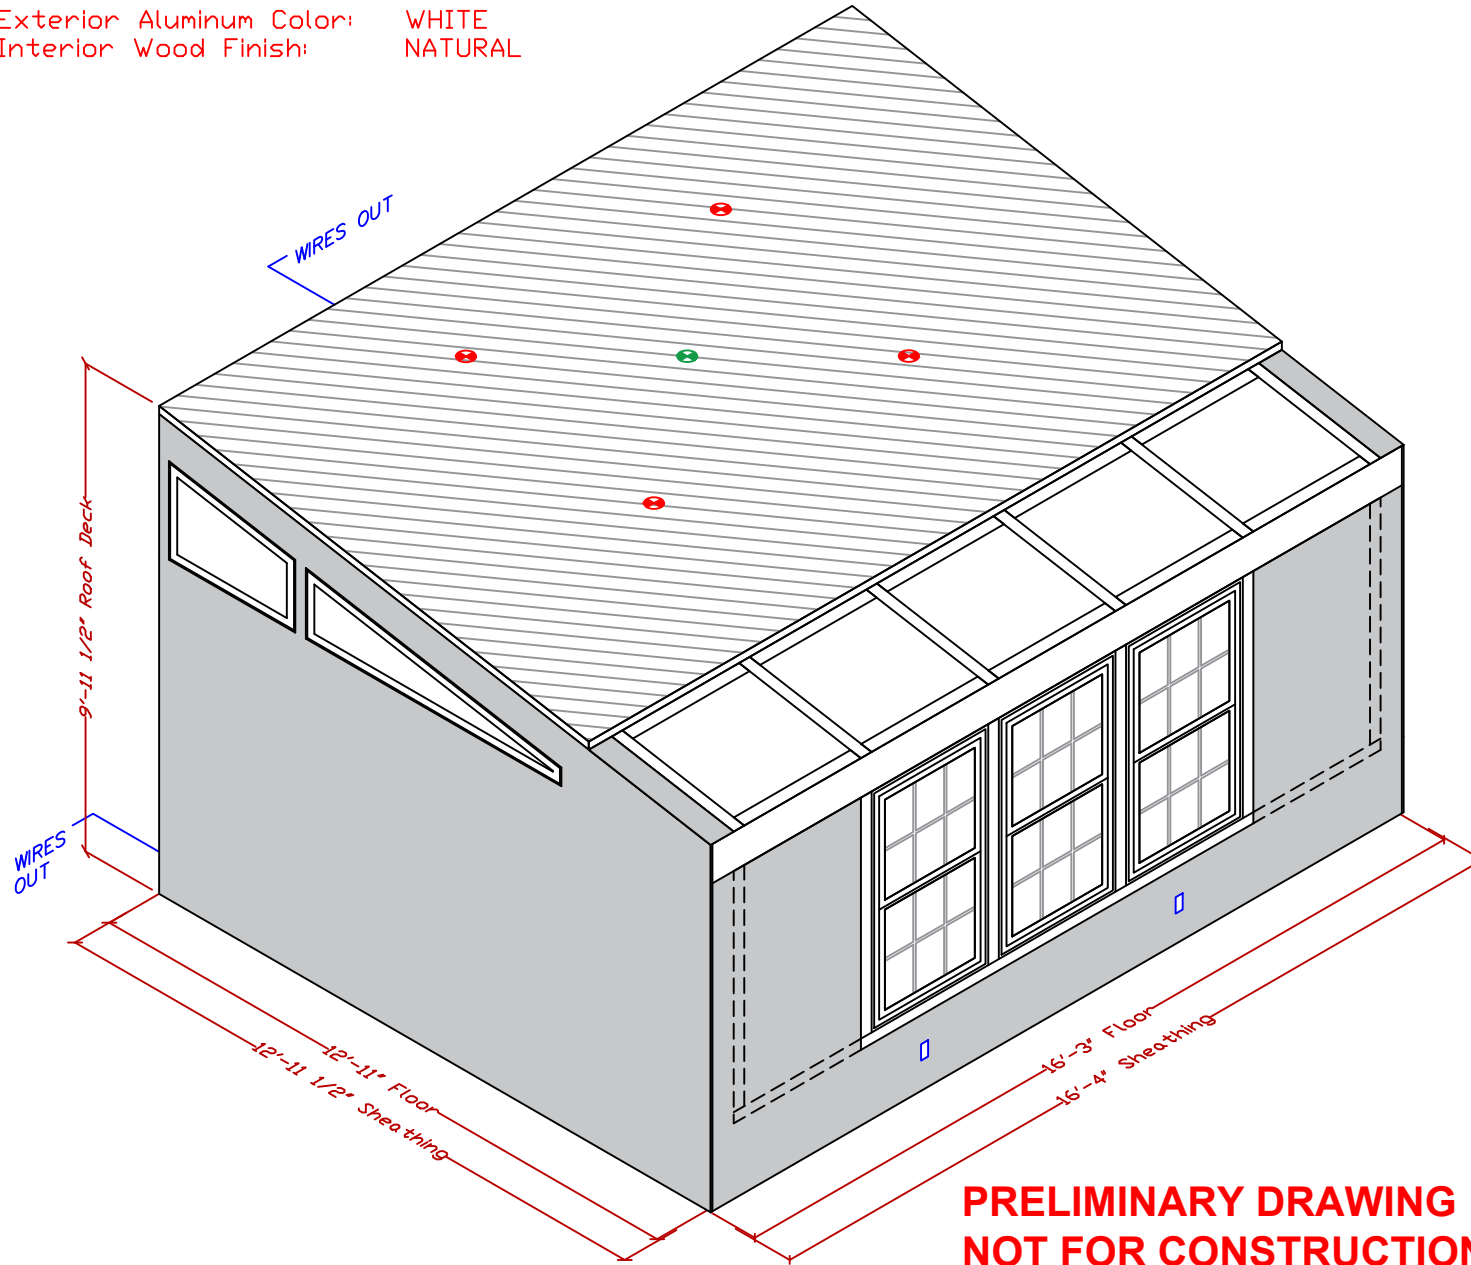 Exterior Aluminum Color: WHITE
Interior Wood Finish: NATURAL
WIRES OUT
9'-11 1/2" Roof Deck
WIRES
OUT
12'-11" Floor
12'-11 1/2" Sheathing
16'-3" Floor
16'-4" Sheathing
PRELIMINARY DRAWING
NOT FOR CONSTRUCTION